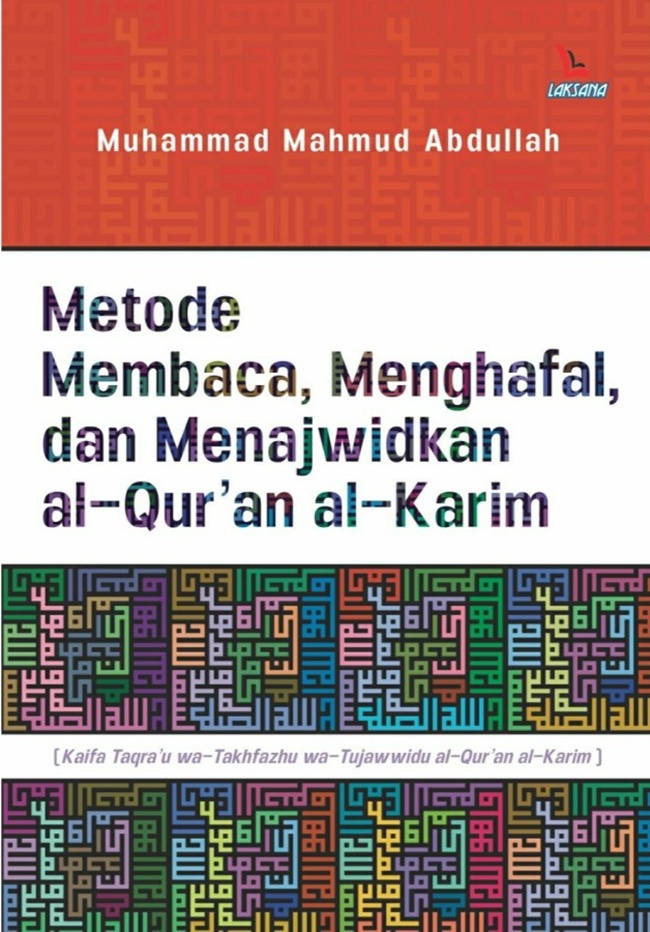 LAKSANA
Muhammad Mahmud Abdullah
Metode
Membaca, Menghafal,
dan Menajwidkan
al-Qur'an al-Karim
(Kaifa Taqra'u wa-Takhfazhu wa-Tujawwidu al-Qur'an al-Karim)